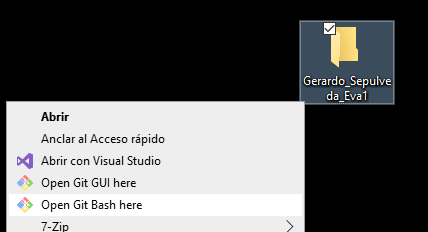 Gerardo_Sepulve
da_Eva1
Abrir
Anclar al Acceso rápido
Abrir con Visual Studio
Open Git GUI here
Open Git Bash here
7-Zip